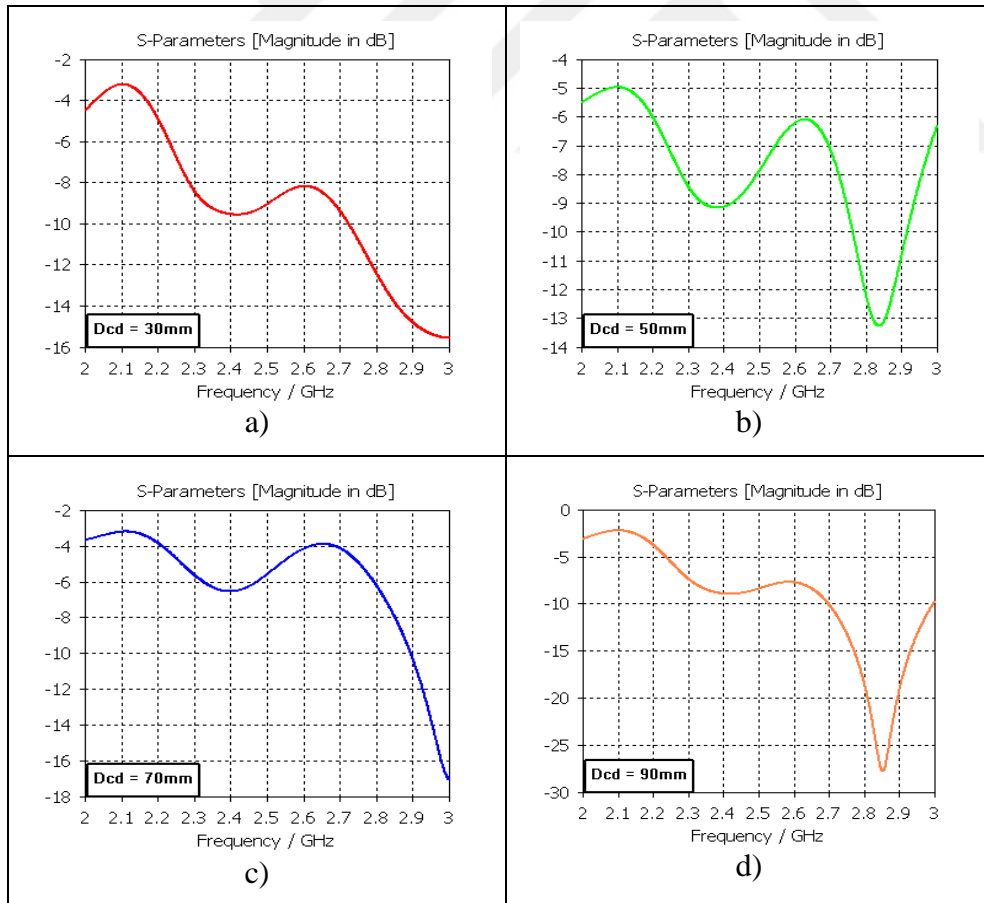 S-Parameters [Magnitude in dB]
-2
-4
-6
-8
-10
-12
-14
-16
Dcd = 30mm
2 2.1 2.2 2.3 2.4 2.5 2.6 2.7 2.8 2.9 3
Frequency / GHz
a)
S-Parameters [Magnitude in dB]
-4
-5
-6
-7
-8
-9
-10
-11
-12
-13
-14
Dcd = 50mm
2 2.1 2.2 2.3 2.4 2.5 2.6 2.7 2.8 2.9 3
Frequency / GHz
b)
S-Parameters [Magnitude in dB]
-2
-4
-6
-8
-10
-12
-14
-16
-18
Dcd = 70mm
2 2.1 2.2 2.3 2.4 2.5 2.6 2.7 2.8 2.9 3
Frequency / GHz
c)
S-Parameters [Magnitude in dB]
0
-5
-10
-15
-20
-25
-30
Dcd = 90mm
2 2.1 2.2 2.3 2.4 2.5 2.6 2.7 2.8 2.9 3
Frequency / GHz
d)